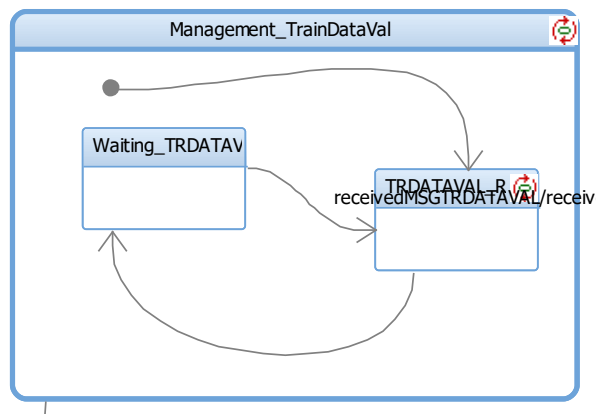 Management_TrainDataVal
Waiting_TRDATAV
TRDATAVAL_R
receivedMSGTRDATAVAL/receiv